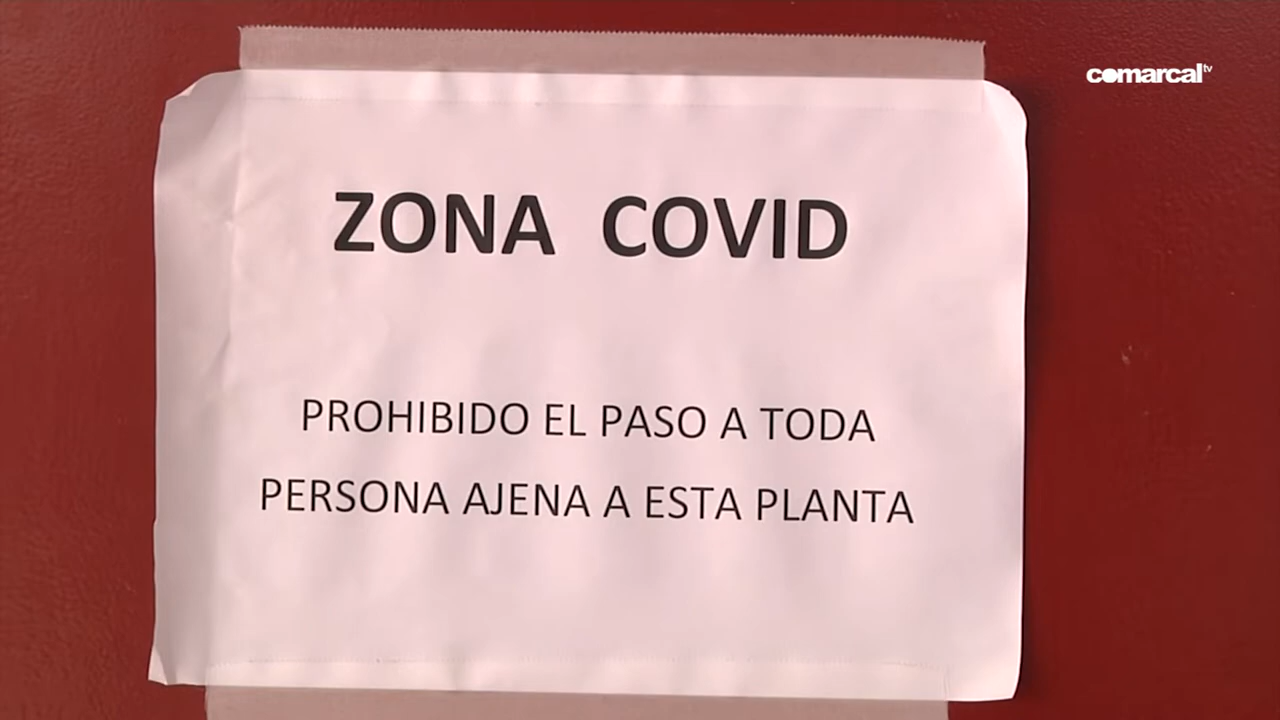 comarcal tv
ZONA COVID
PROHIBIDO EL PASO A TODA
PERSONA AJENA A ESTA PLANTA